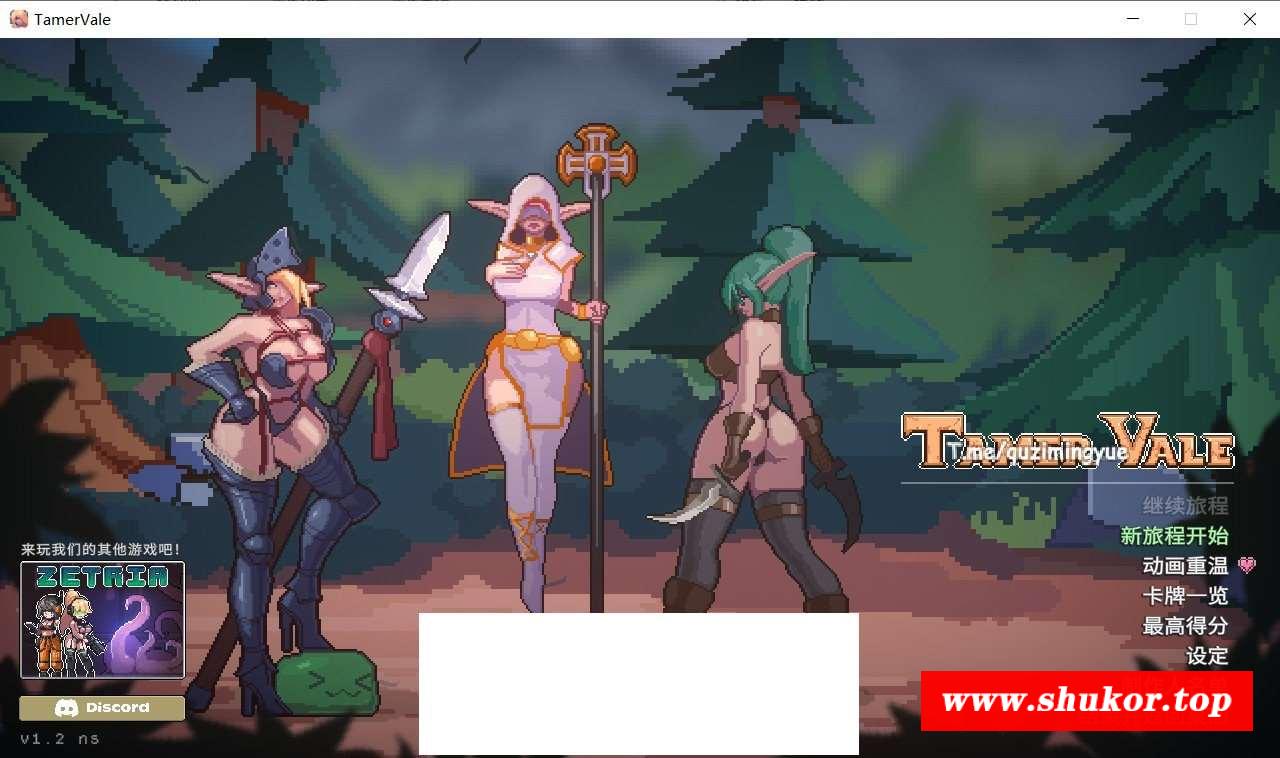 TamerVale
TAMER VALE
T.me/quzimingyue
继续旅程
新旅程开始
动画重温
卡牌一览
最高得分
设定
来玩我们的其他游戏吧！
ZETRIA
Discord
v1.2 ns
www.shukor.top